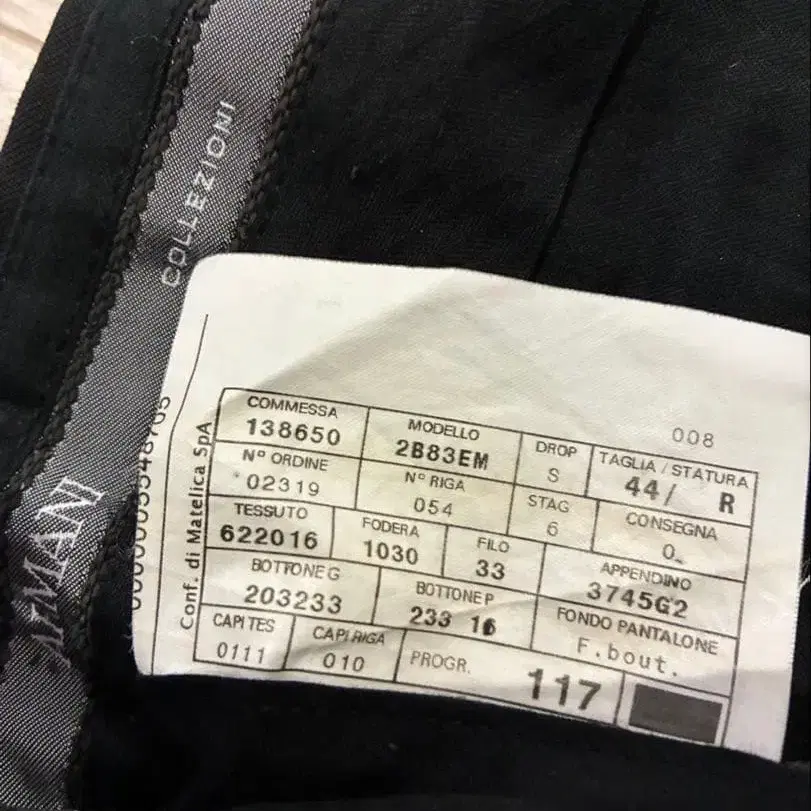 COLLEZIONI
ARMANI
Conf. di Matelica SpA
008
COMMESSA MODELLO DROP TAGLIA / STATURA
138650 2B83EM S 44/ R
Nº ORDINE Nº RIGA STAG CONSEGNA
02319 054 6 0
TESSUTO FODERA FILO APPENDINO
622016 1030 33 3745G2
BOTTONE G BOTTONE P FONDO PANTALONE
203233 233 16 F.bout.
CAPI TES CAPI RIGA PROGR. 117
0111 010